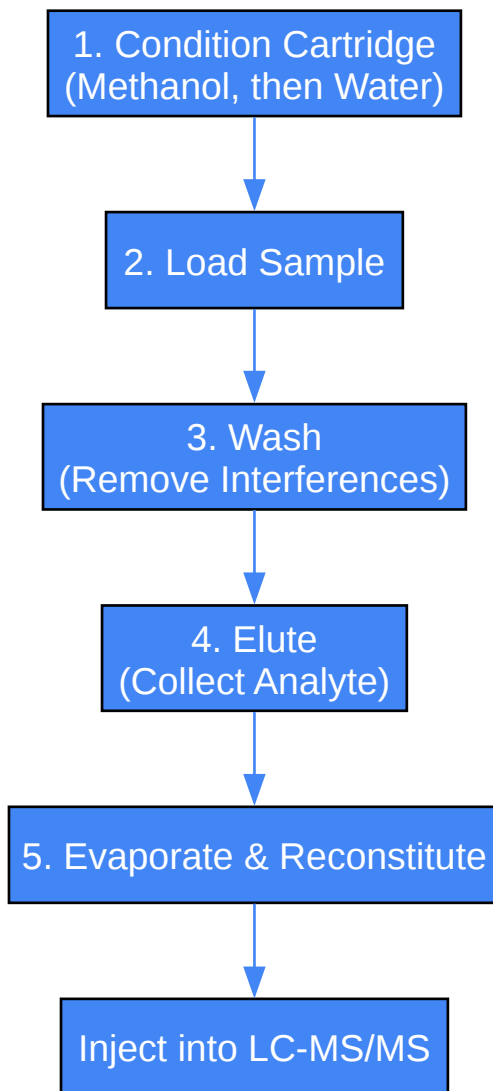 1. Condition Cartridge
(Methanol, then Water)
2. Load Sample
3. Wash
(Remove Interferences)
4. Elute
(Collect Analyte)
5. Evaporate & Reconstitute
Inject into LC-MS/MS